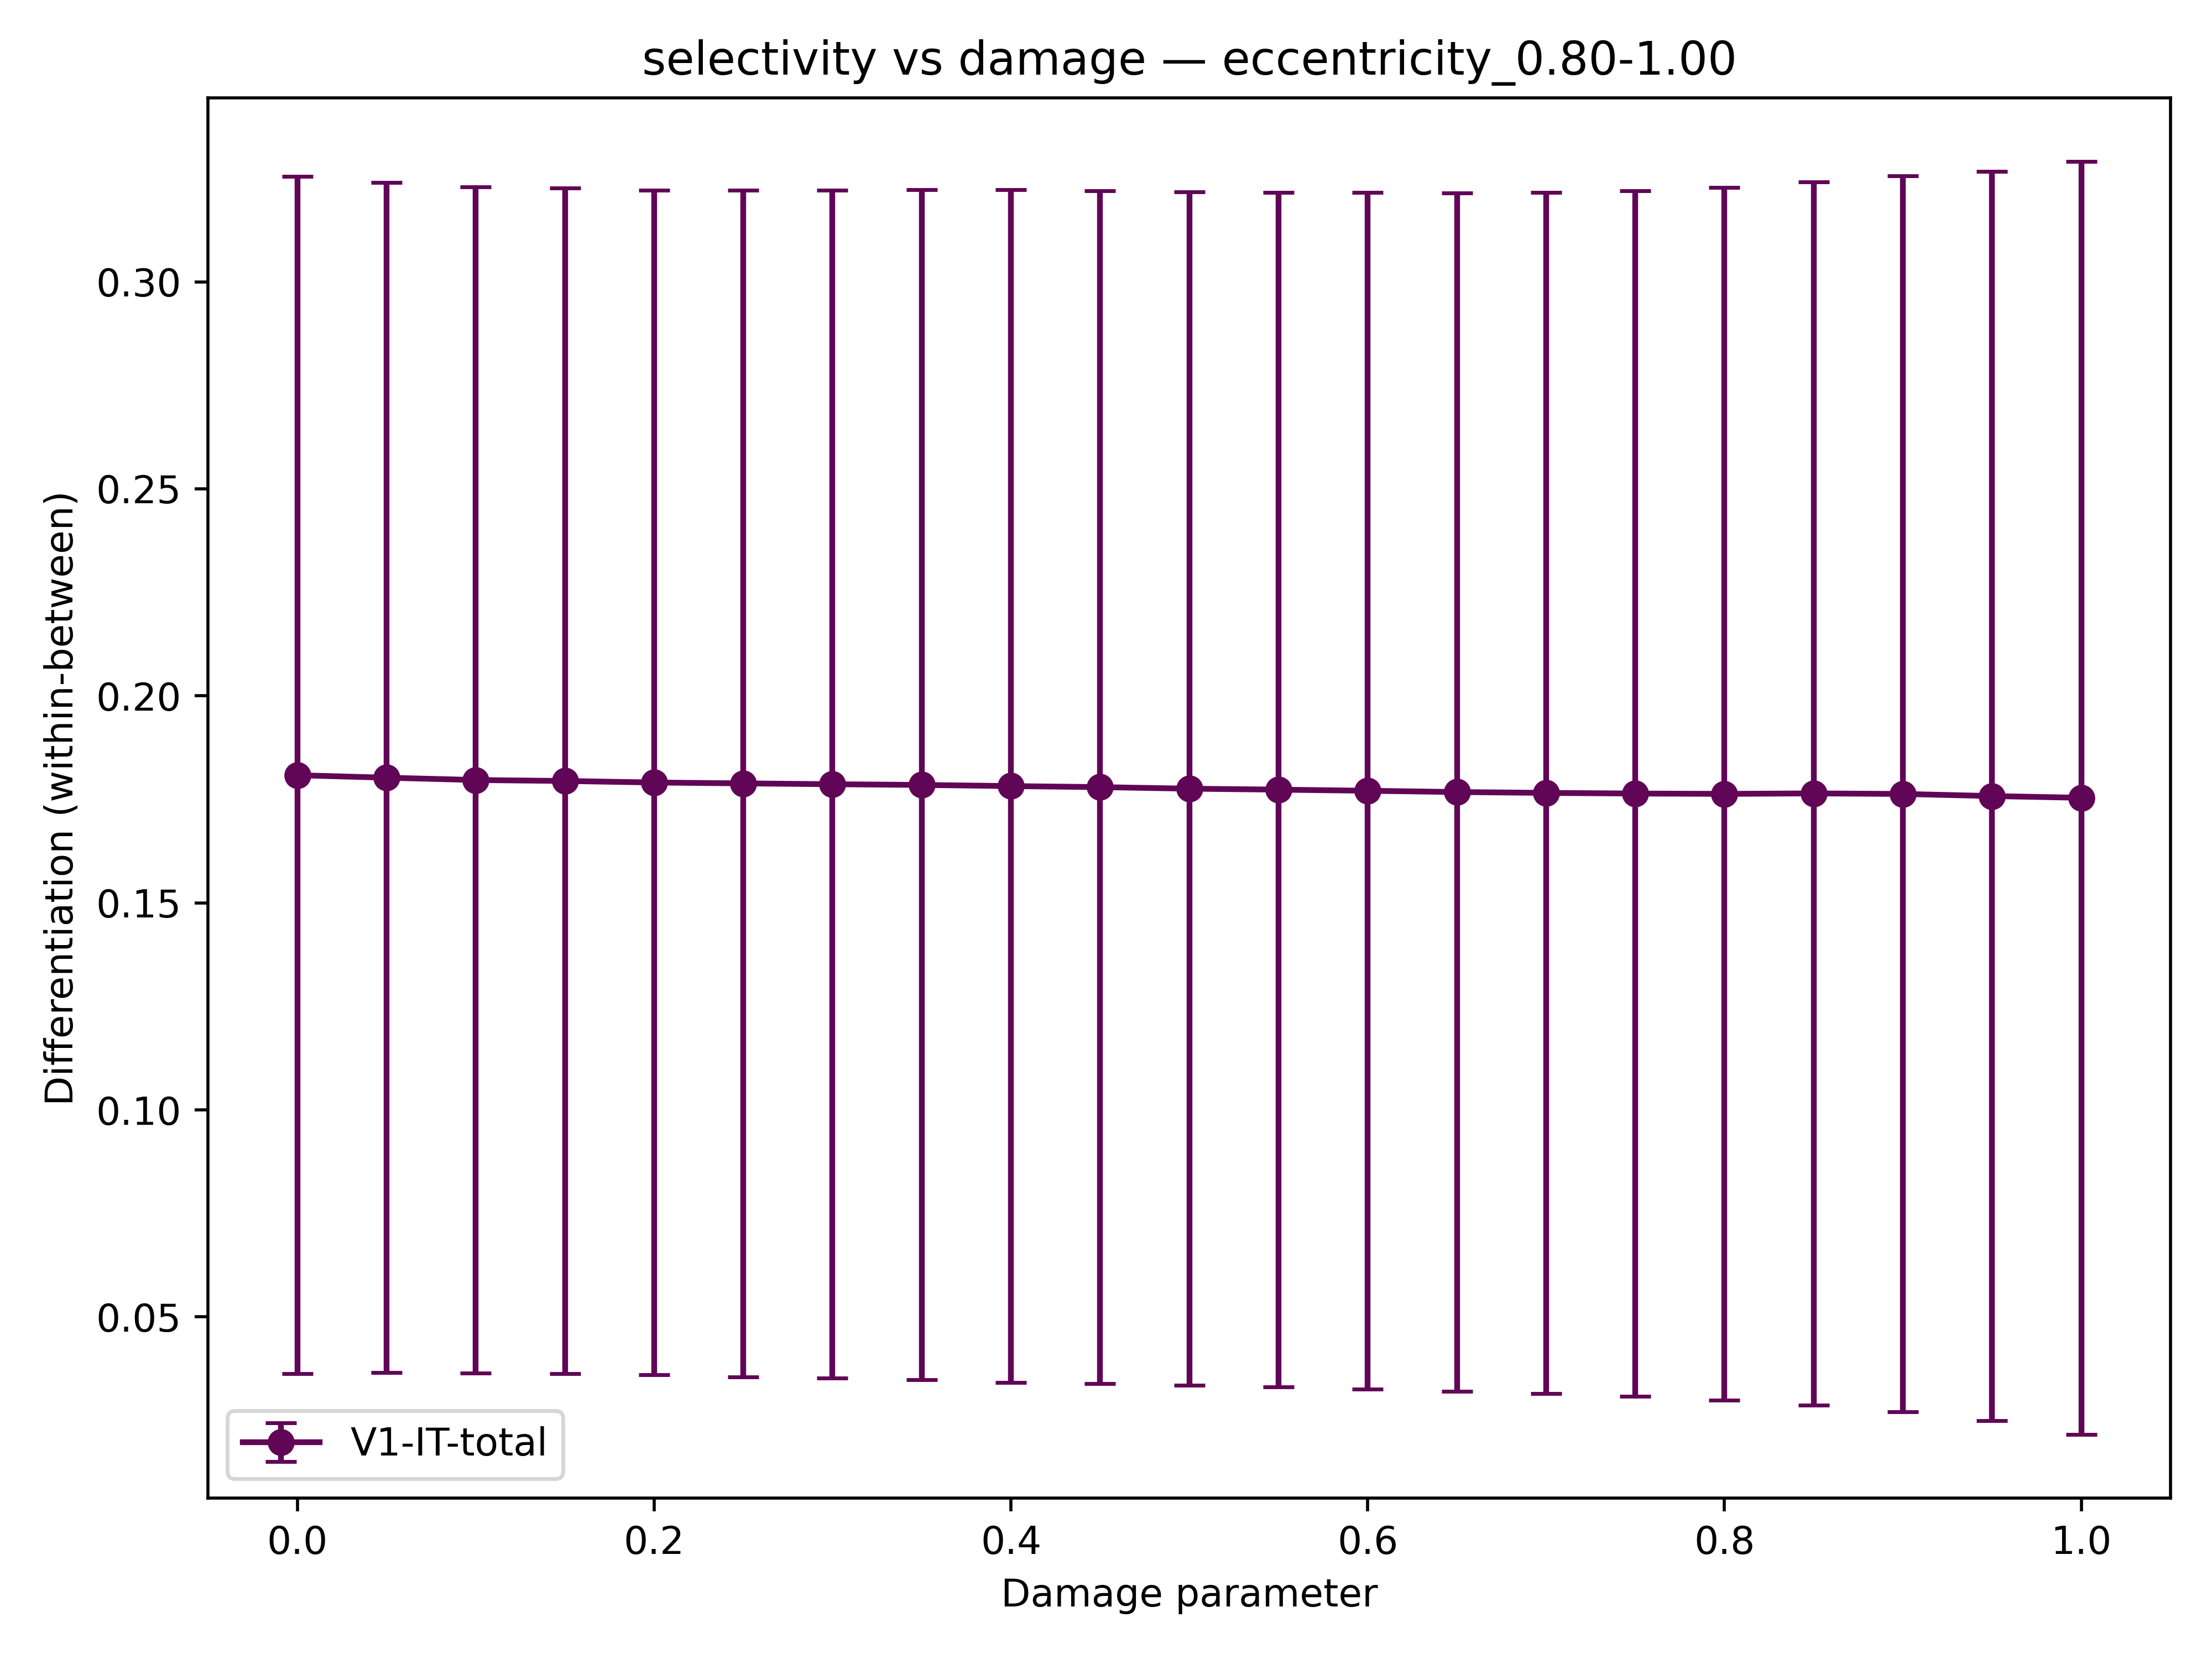 selectivity vs damage — eccentricity_0.80-1.00
Differentiation (within-between)
0.30
0.25
0.20
0.15
0.10
0.05
V1-IT-total
0.0 0.2 0.4 0.6 0.8 1.0
Damage parameter